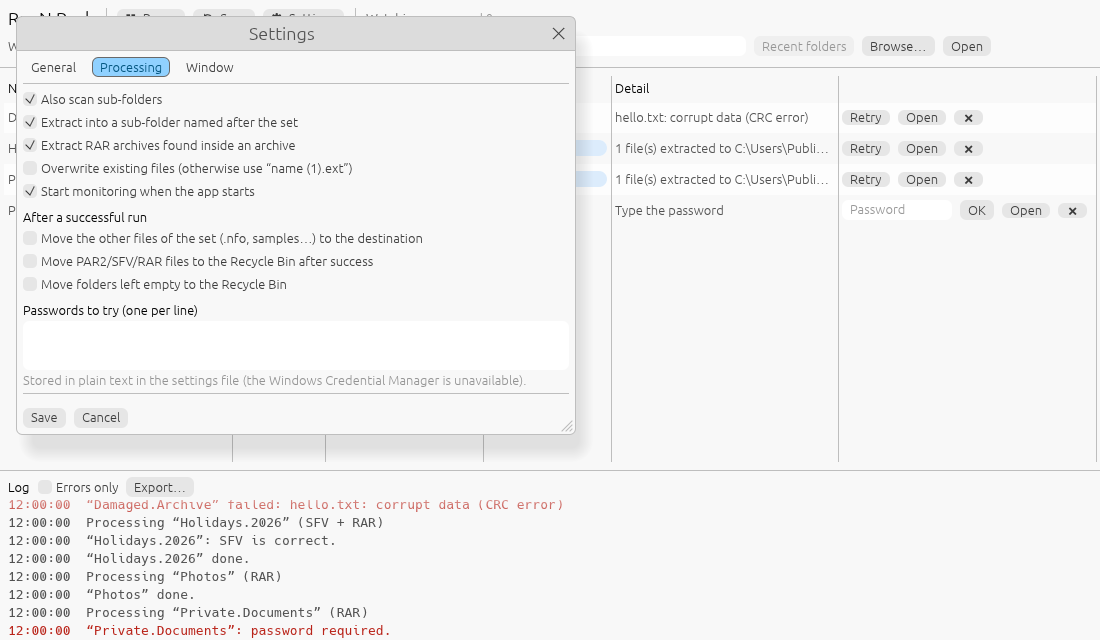 Settings
Recent folders Browse… Open
General Processing Window
Detail
Also scan sub-folders
hello.txt: corrupt data (CRC error) Retry Open ×
Extract into a sub-folder named after the set
Extract RAR archives found inside an archive
1 file(s) extracted to C:\Users\Publi… Retry Open ×
Overwrite existing files (otherwise use “name (1).ext”)
1 file(s) extracted to C:\Users\Publi… Retry Open ×
Start monitoring when the app starts
Type the password Password OK Open ×
After a successful run
Move the other files of the set (.nfo, samples…) to the destination
Move PAR2/SFV/RAR files to the Recycle Bin after success
Move folders left empty to the Recycle Bin
Passwords to try (one per line)
Stored in plain text in the settings file (the Windows Credential Manager is unavailable).
Save Cancel
Log Errors only Export…
12:00:00 “Damaged.Archive” failed: hello.txt: corrupt data (CRC error)
12:00:00 Processing “Holidays.2026” (SFV + RAR)
12:00:00 “Holidays.2026”: SFV is correct.
12:00:00 “Holidays.2026” done.
12:00:00 Processing “Photos” (RAR)
12:00:00 “Photos” done.
12:00:00 Processing “Private.Documents” (RAR)
12:00:00 “Private.Documents”: password required.